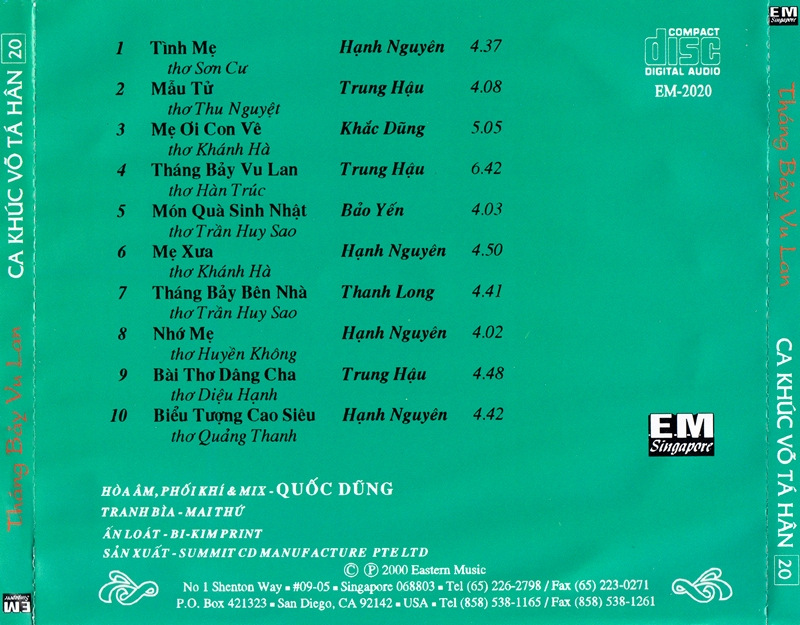 1 Tình Mẹ Hạnh Nguyên 4.37
thơ Sơn Cư
2 Mẫu Tử Trung Hậu 4.08
thơ Thu Nguyệt
3 Mẹ Ơi Con Về Khắc Dũng 5.05
thơ Khánh Hà
4 Tháng Bảy Vu Lan Trung Hậu 6.42
thơ Hàn Trúc
5 Món Quà Sinh Nhật Bảo Yến 4.03
thơ Trần Huy Sao
6 Mẹ Xưa Hạnh Nguyên 4.50
thơ Khánh Hà
7 Tháng Bảy Bên Nhà Thanh Long 4.41
thơ Trần Huy Sao
8 Nhớ Mẹ Hạnh Nguyên 4.02
thơ Huyền Không
9 Bài Thơ Dâng Cha Trung Hậu 4.48
thơ Diệu Hạnh
10 Biểu Tượng Cao Siêu Hạnh Nguyên 4.42
thơ Quảng Thanh
COMPACT
disc
DIGITAL AUDIO
EM-2020
EM
Singapore
HÒA ÂM, PHỐI KHÍ & MIX - QUỐC DŨNG
TRANH BÌA - MAI THỨ
ẤN LOÁT - BI-KIM PRINT
SẢN XUẤT - SUMMIT CD MANUFACTURE PTE LTD
© ℗ 2000 Eastern Music
No 1 Shenton Way ▪ #09-05 ▪ Singapore 068803 ▪ Tel (65) 226-2798 / Fax (65) 223-0271
P.O. Box 421323 ▪ San Diego, CA 92142 ▪ USA ▪ Tel (858) 538-1165 / Fax (858) 538-1261
EM
Singapore
Tháng Bảy Vu Lan
CA KHÚC VÕ TÁ HÂN 20
EM
Singapore
Tháng Bảy Vu Lan
CA KHÚC VÕ TÁ HÂN 20